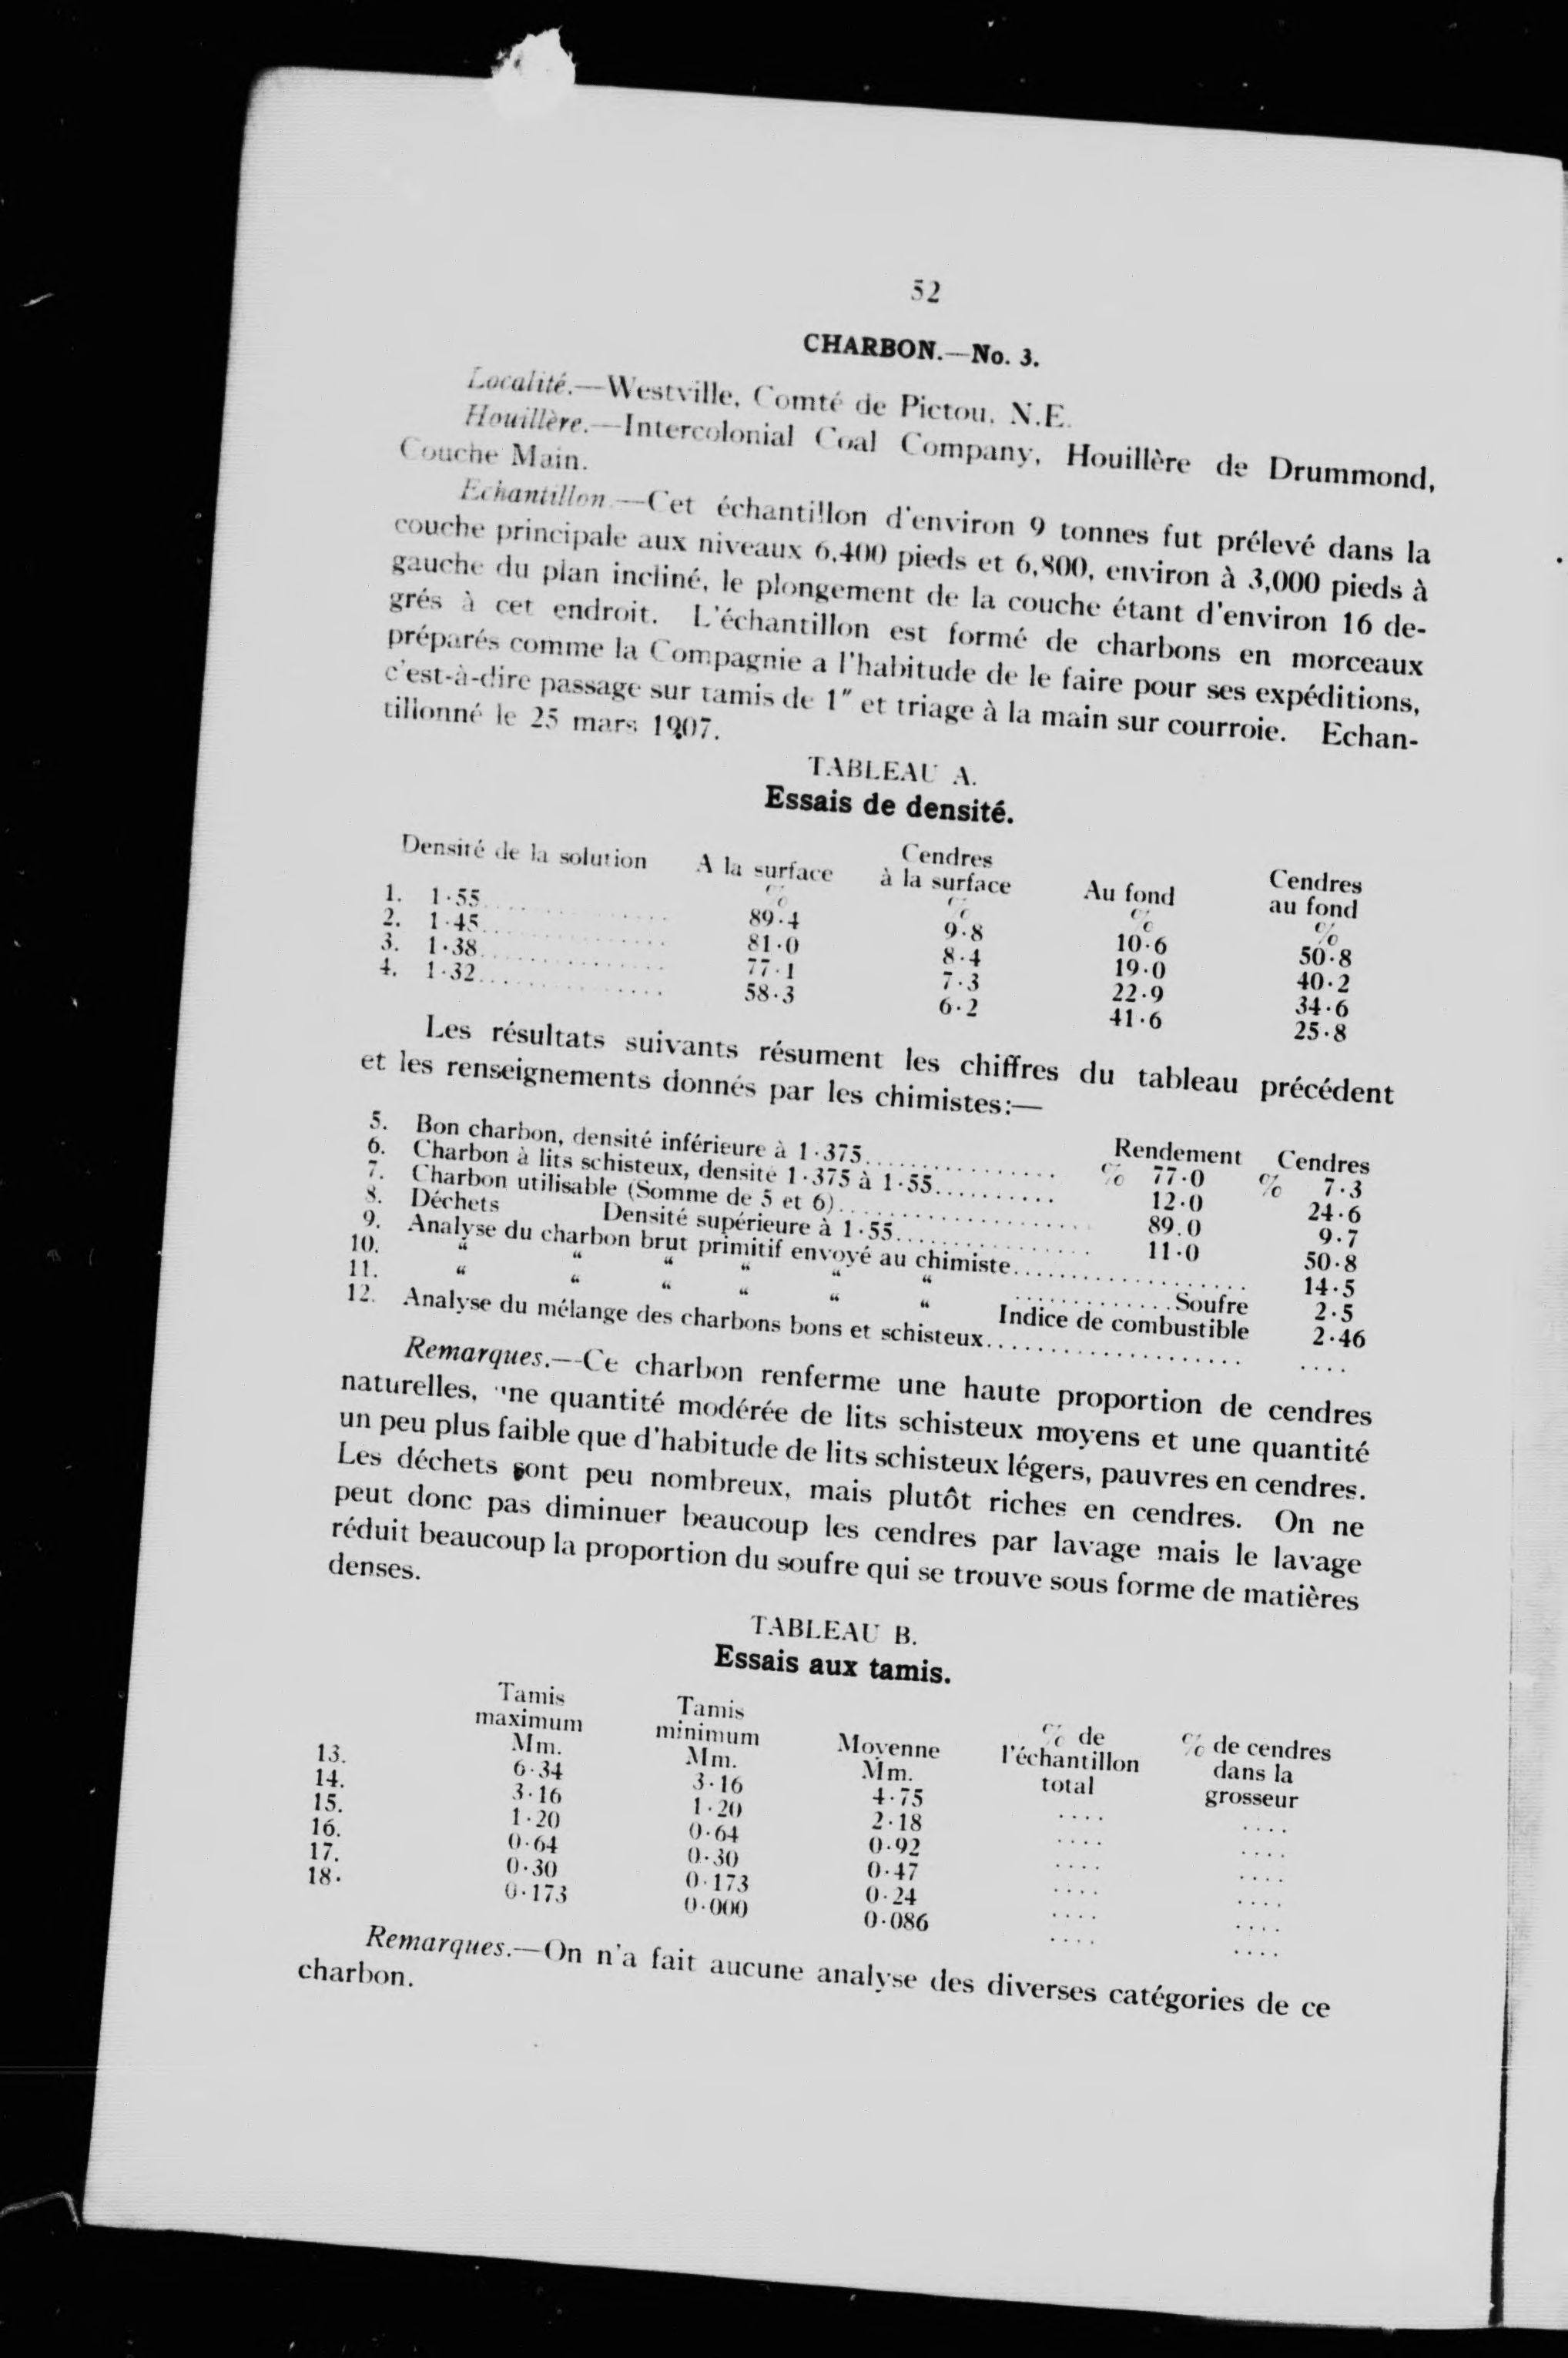 52
CHARBON.—No. 3.
Localité.—Westville, Comté de Pictou, N.E.
Houillère.—Intercolonial Coal Company, Houillère de Drummond,
Couche Main.
Echantillon.—Cet échantillon d'environ 9 tonnes fut prélevé dans la
couche principale aux niveaux 6,400 pieds et 6,800, environ à 3,000 pieds à
gauche du plan incliné, le plongement de la couche étant d'environ 16 de-
grés à cet endroit. L'échantillon est formé de charbons en morceaux
préparés comme la Compagnie a l'habitude de le faire pour ses expéditions,
c'est-à-dire passage sur tamis de 1″ et triage à la main sur courroie. Echan-
tillonné le 25 mars 1907.
TABLEAU A.
Essais de densité.
Densité de la solution A la surface Cendres à la surface Au fond Cendres au fond
% % % %
1. 1·55 89·4 9·8 10·6 50·8
2. 1·45 81·0 8·4 19·0 40·2
3. 1·38 77·1 7·3 22·9 34·6
4. 1·32 58·3 6·2 41·6 25·8
Les résultats suivants résument les chiffres du tableau précédent
et les renseignements donnés par les chimistes:—
Rendement Cendres
5. Bon charbon, densité inférieure à 1·375 % 77·0 % 7·3
6. Charbon à lits schisteux, densité 1·375 à 1·55 12·0 24·6
7. Charbon utilisable (Somme de 5 et 6) 89.0 9·7
8. Déchets Densité supérieure à 1·55 11·0 50·8
9. Analyse du charbon brut primitif envoyé au chimiste 14·5
10. " " " " " " Soufre 2·5
11. " " " " " " Indice de combustible 2·46
12. Analyse du mélange des charbons bons et schisteux ....
Remarques.—Ce charbon renferme une haute proportion de cendres
naturelles, une quantité modérée de lits schisteux moyens et une quantité
un peu plus faible que d'habitude de lits schisteux légers, pauvres en cendres.
Les déchets sont peu nombreux, mais plutôt riches en cendres. On ne
peut donc pas diminuer beaucoup les cendres par lavage mais le lavage
réduit beaucoup la proportion du soufre qui se trouve sous forme de matières
denses.
TABLEAU B.
Essais aux tamis.
Tamis maximum Tamis minimum Moyenne % de l'échantillon total % de cendres dans la grosseur
Mm. Mm. Mm.
13. 6·34 3·16 4·75 .... ....
14. 3·16 1·20 2·18 .... ....
15. 1·20 0·64 0·92 .... ....
16. 0·64 0·30 0·47 .... ....
17. 0·30 0·173 0·24 .... ....
18. 0·173 0·000 0·086 .... ....
Remarques.—On n'a fait aucune analyse des diverses catégories de ce
charbon.